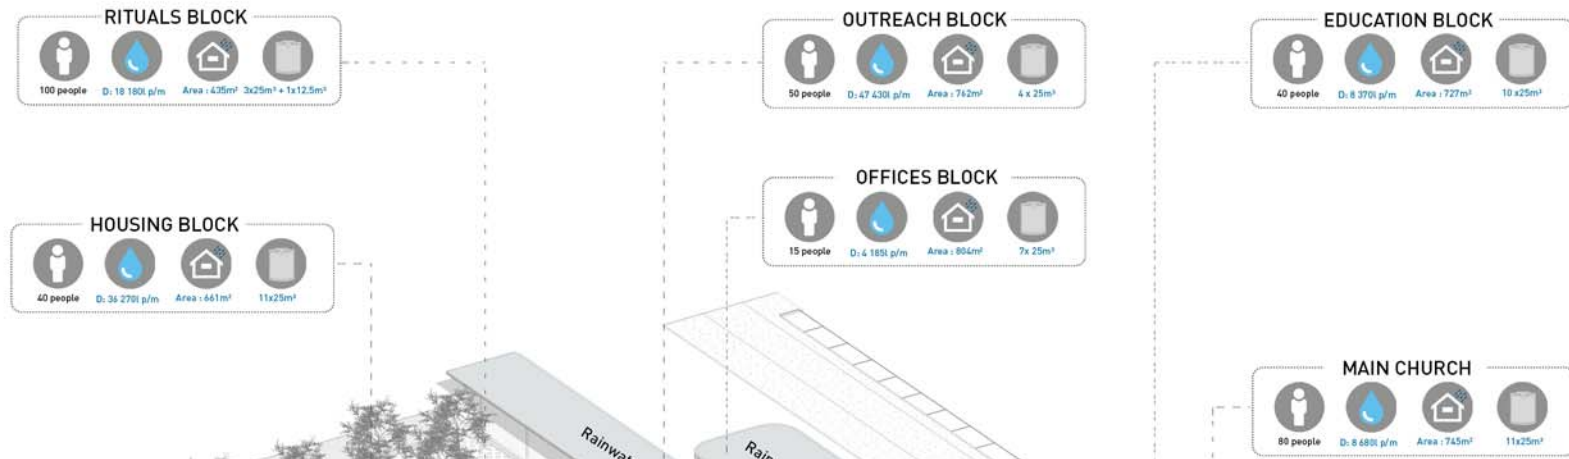 RITUALS BLOCK
100 people D: 18 180l p/m Area : 435m² 3x25m³ + 1x12,5m³
OUTREACH BLOCK
50 people D: 47 430l p/m Area : 762m² 4 x 25m³
EDUCATION BLOCK
40 people D: 8 370l p/m Area : 727m² 10 x25m³
OFFICES BLOCK
15 people D: 4 185l p/m Area : 804m² 7x 25m³
HOUSING BLOCK
40 people D: 36 270l p/m Area : 661m² 11x25m³
MAIN CHURCH
80 people D: 8 680l p/m Area : 745m² 11x25m³
Rainwat
Rain